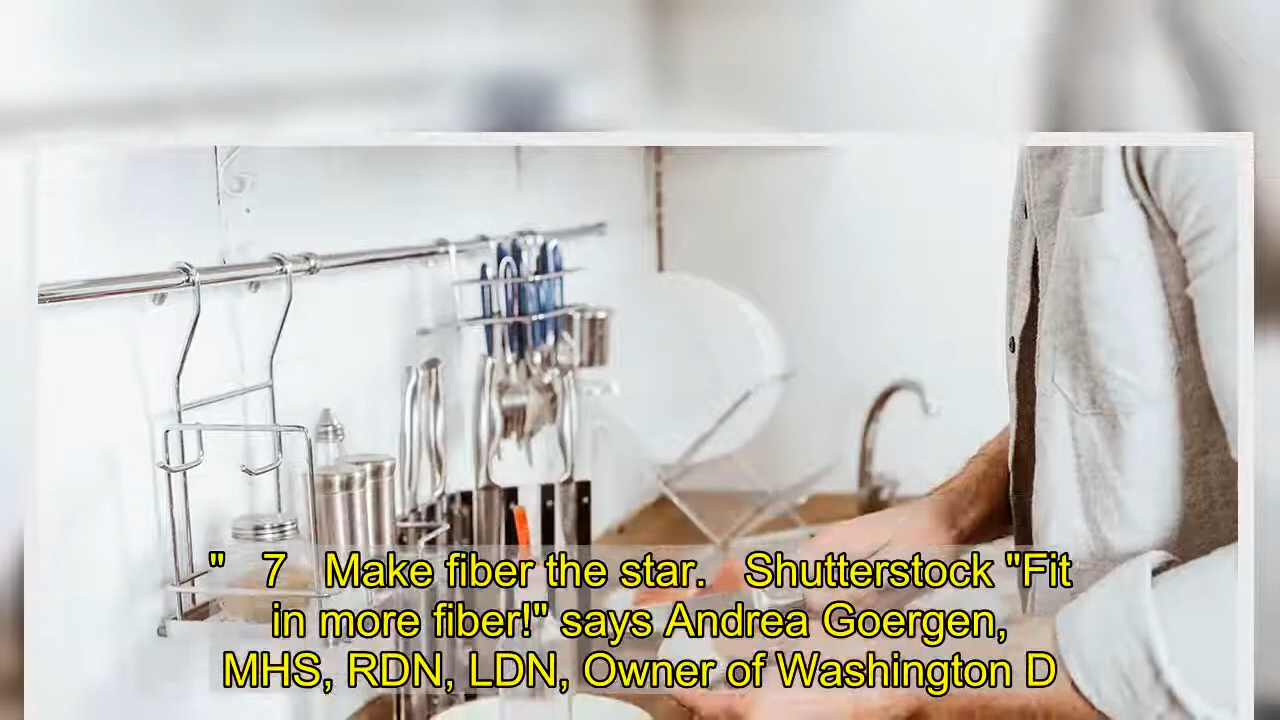 " 7 Make fiber the star. Shutterstock "Fit
in more fiber!" says Andrea Goergen,
MHS, RDN, LDN, Owner of Washington D